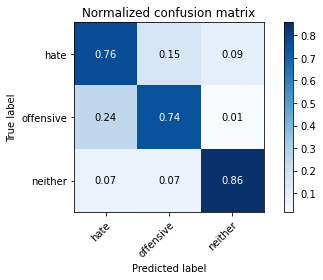 Normalized confusion matrix
True label
hate
0.76 0.15 0.09
offensive
0.24 0.74 0.01
neither
0.07 0.07 0.86
hate
offensive
neither
Predicted label
0.8
0.7
0.6
0.5
0.4
0.3
0.2
0.1